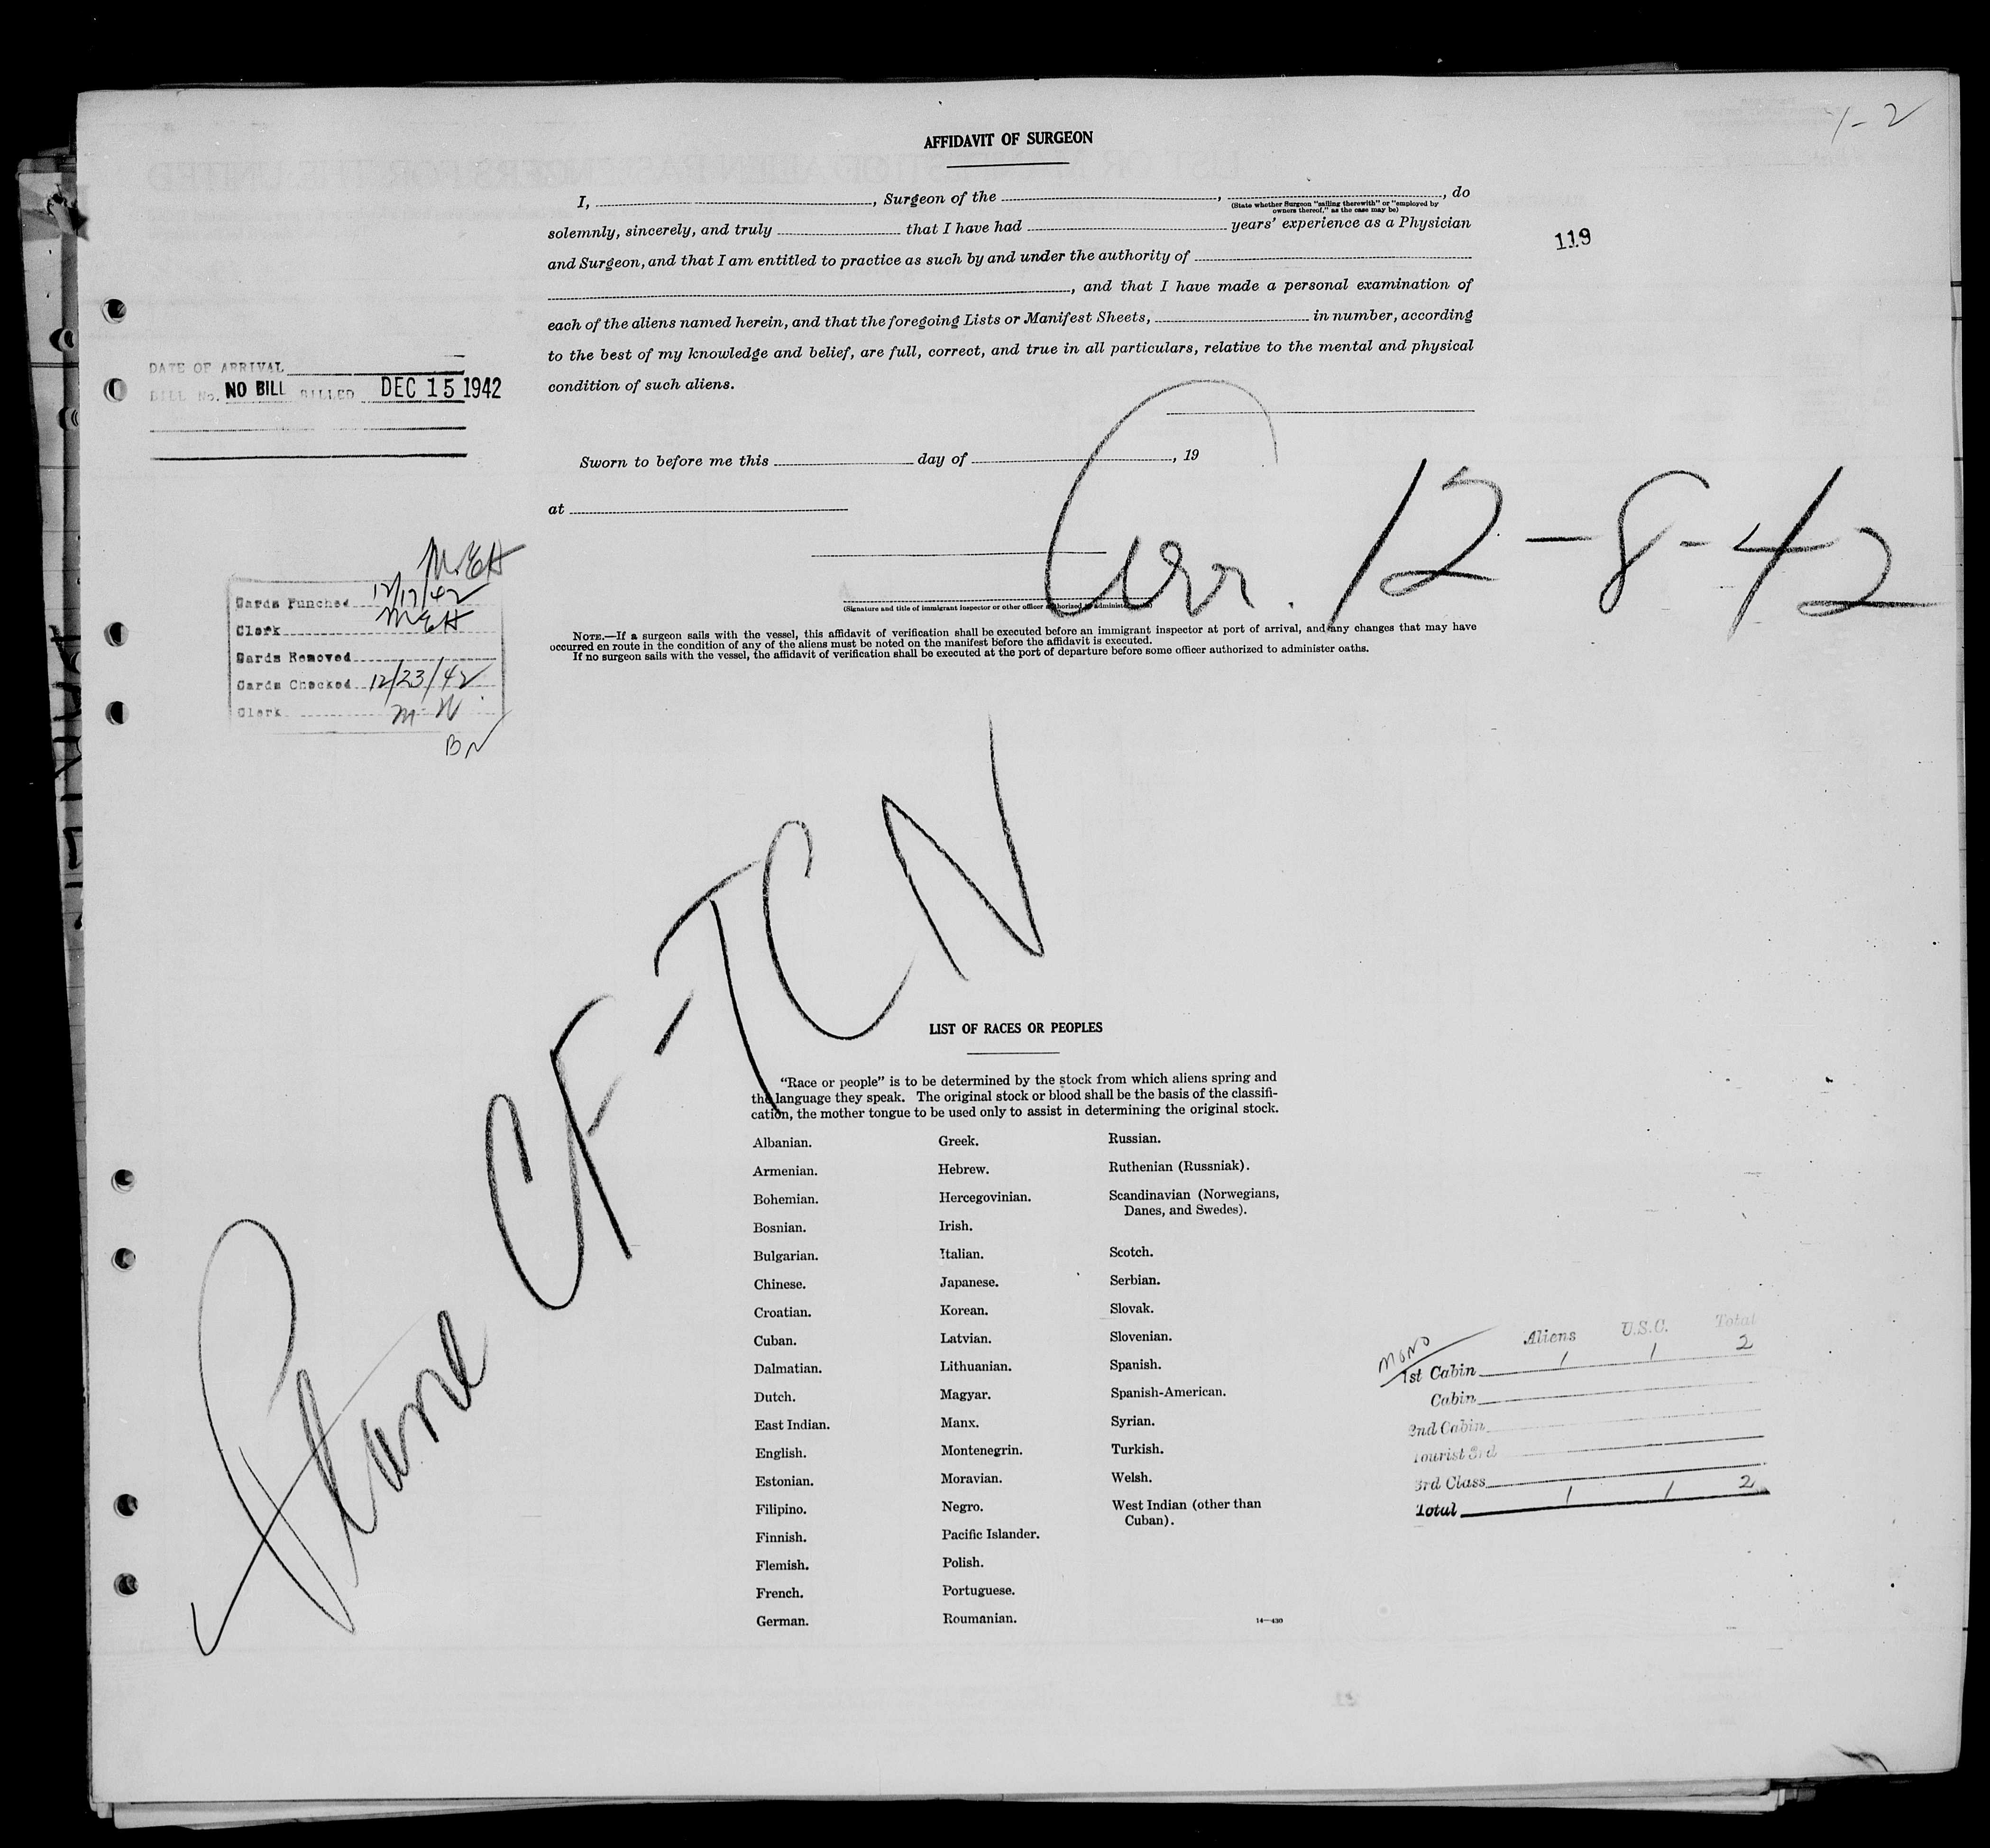 1-2
AFFIDAVIT OF SURGEON
I, , Surgeon of the , , do
(State whether Surgeon "sailing therewith" or "employed by
owners thereof," as the case may be)
solemnly, sincerely, and truly that I have had years' experience as a Physician
119
and Surgeon, and that I am entitled to practice as such by and under the authority of
, and that I have made a personal examination of
each of the aliens named herein, and that the foregoing Lists or Manifest Sheets, in number, according
to the best of my knowledge and belief, are full, correct, and true in all particulars, relative to the mental and physical
condition of such aliens.
DATE OF ARRIVAL
BILL No. NO BILL BILLED DEC 15 1942
Sworn to before me this day of , 19
at
Arr. 12-8-42
(Signature and title of immigrant inspector or other officer authorized to administer
NOTE.—If a surgeon sails with the vessel, this affidavit of verification shall be executed before an immigrant inspector at port of arrival, and any changes that may have
occurred en route in the condition of any of the aliens must be noted on the manifest before the affidavit is executed.
If no surgeon sails with the vessel, the affidavit of verification shall be executed at the port of departure before some officer authorized to administer oaths.
MEH
Cards Punched 12/17/42
Clerk MEH
Cards Removed
Cards Checked 12/23/42
Clerk M W
BN
Plane CF-TCN
LIST OF RACES OR PEOPLES
"Race or people" is to be determined by the stock from which aliens spring and
the language they speak. The original stock or blood shall be the basis of the classifi-
cation, the mother tongue to be used only to assist in determining the original stock.
Albanian.
Armenian.
Bohemian.
Bosnian.
Bulgarian.
Chinese.
Croatian.
Cuban.
Dalmatian.
Dutch.
East Indian.
English.
Estonian.
Filipino.
Finnish.
Flemish.
French.
German.
Greek.
Hebrew.
Hercegovinian.
Irish.
Italian.
Japanese.
Korean.
Latvian.
Lithuanian.
Magyar.
Manx.
Montenegrin.
Moravian.
Negro.
Pacific Islander.
Polish.
Portuguese.
Roumanian.
Russian.
Ruthenian (Russniak).
Scandinavian (Norwegians,
Danes, and Swedes).
Scotch.
Serbian.
Slovak.
Slovenian.
Spanish.
Spanish-American.
Syrian.
Turkish.
Welsh.
West Indian (other than
Cuban).
14—430
MONO
Aliens U.S.C. Total
1st Cabin 1 1 2
Cabin
2nd Cabin
Tourist 3rd
3rd Class
Total 1 1 2